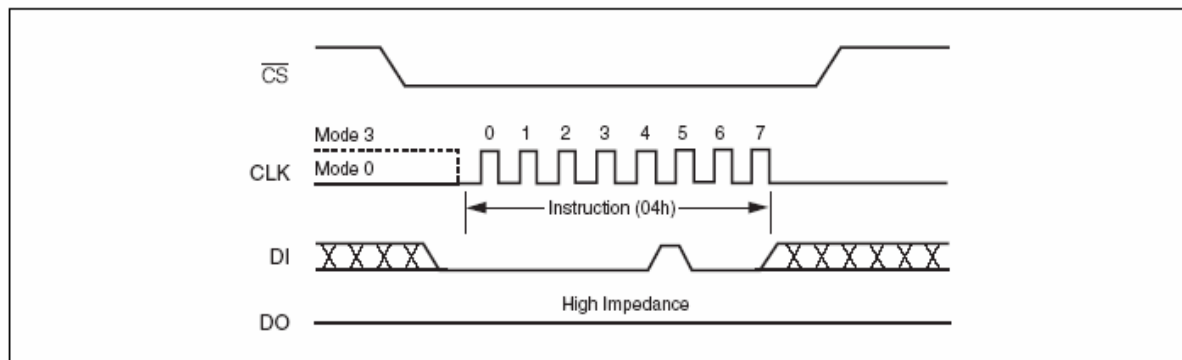 CS
Mode 3
0 1 2 3 4 5 6 7
CLK
Mode 0
Instruction (04h)
DI
High Impedance
DO